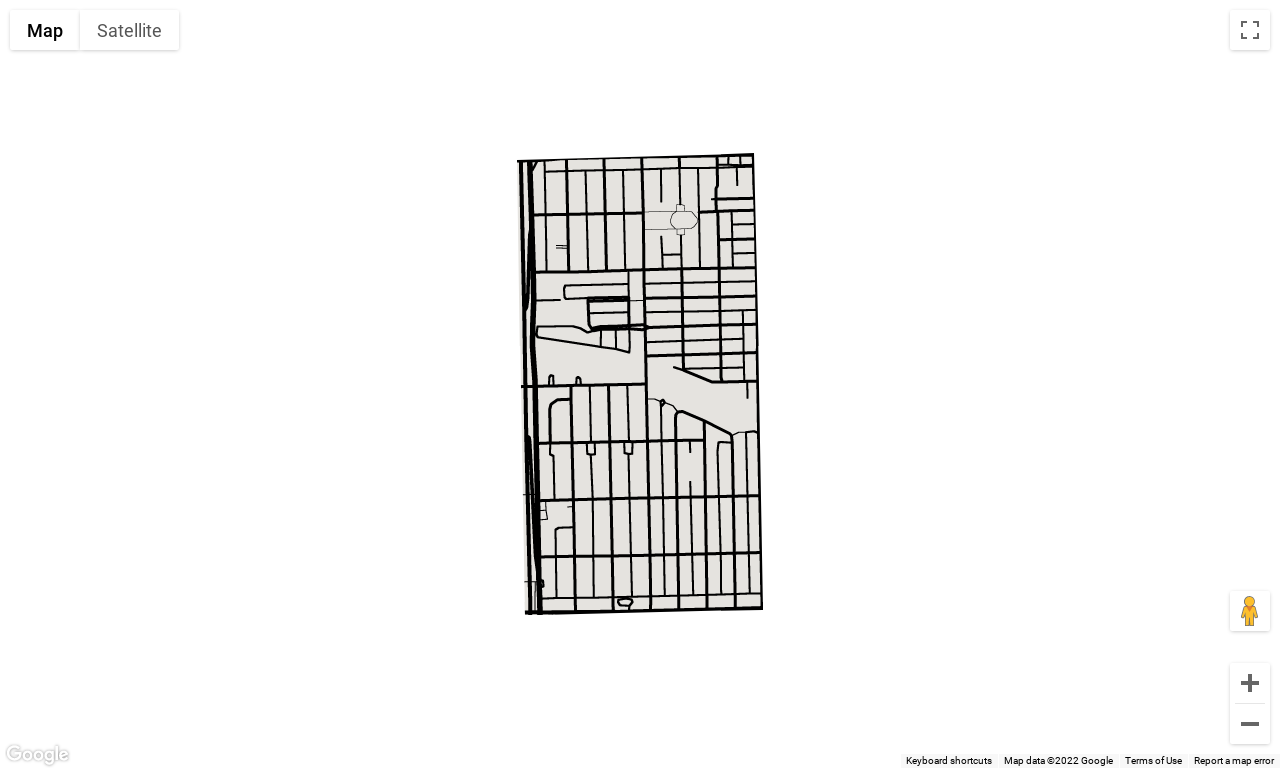 Map Satellite
Google
Keyboard shortcuts Map data ©2022 Google Terms of Use Report a map error